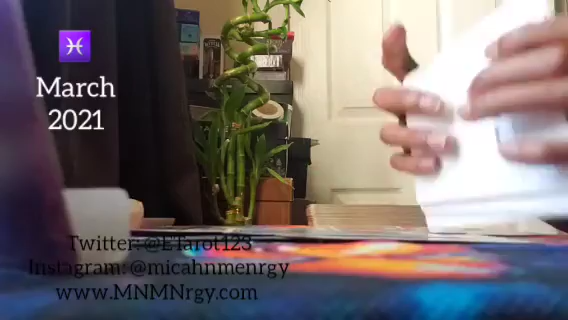 ♓
March
2021
Twitter: @ETarot123
Instagram: @micahnmenrgy
www.MNMNrgy.com